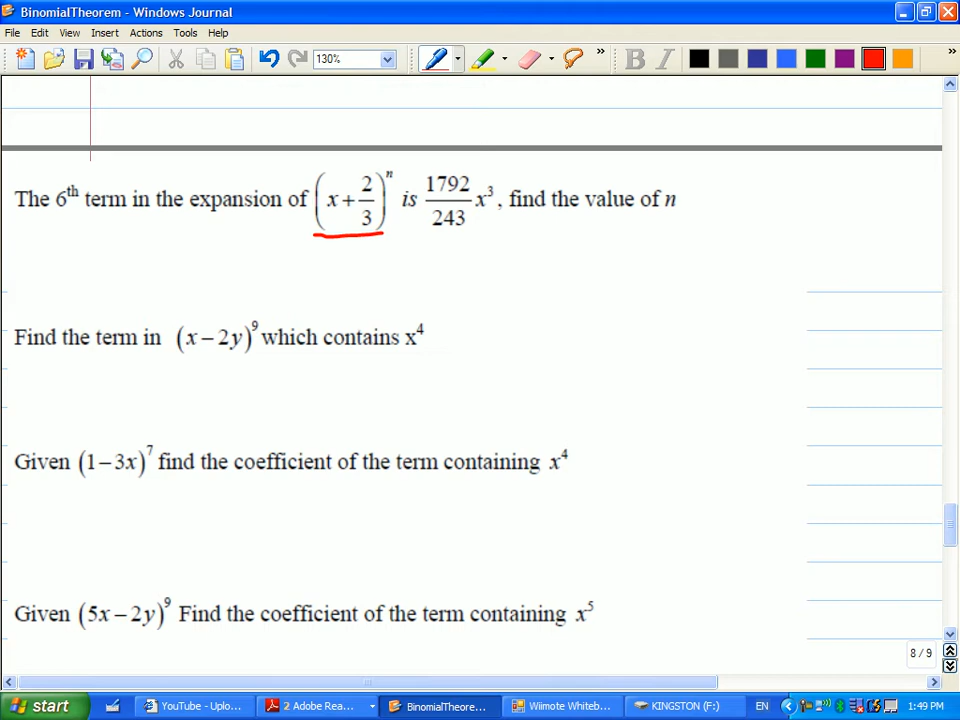 BinomialTheorem - Windows Journal
File Edit View Insert Actions Tools Help
130% B I
The 6th term in the expansion of (x + 2/3)^n is 1792/243 x^3, find the value of n
Find the term in (x − 2y)^9 which contains x^4
Given (1 − 3x)^7 find the coefficient of the term containing x^4
Given (5x − 2y)^9 Find the coefficient of the term containing x^5
8 / 9
start YouTube - Uplo... 2 Adobe Rea... BinomialTheore... Wiimote Whiteb... KINGSTON (F:) EN 1:49 PM